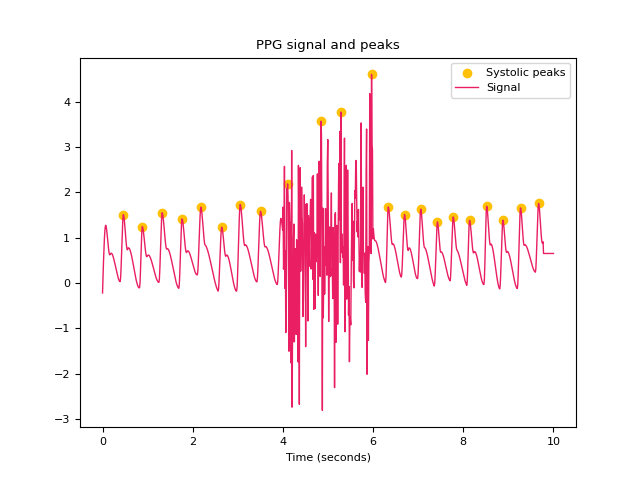 PPG signal and peaks
Systolic peaks
Signal
4
3
2
1
0
−1
−2
−3
0 2 4 6 8 10
Time (seconds)